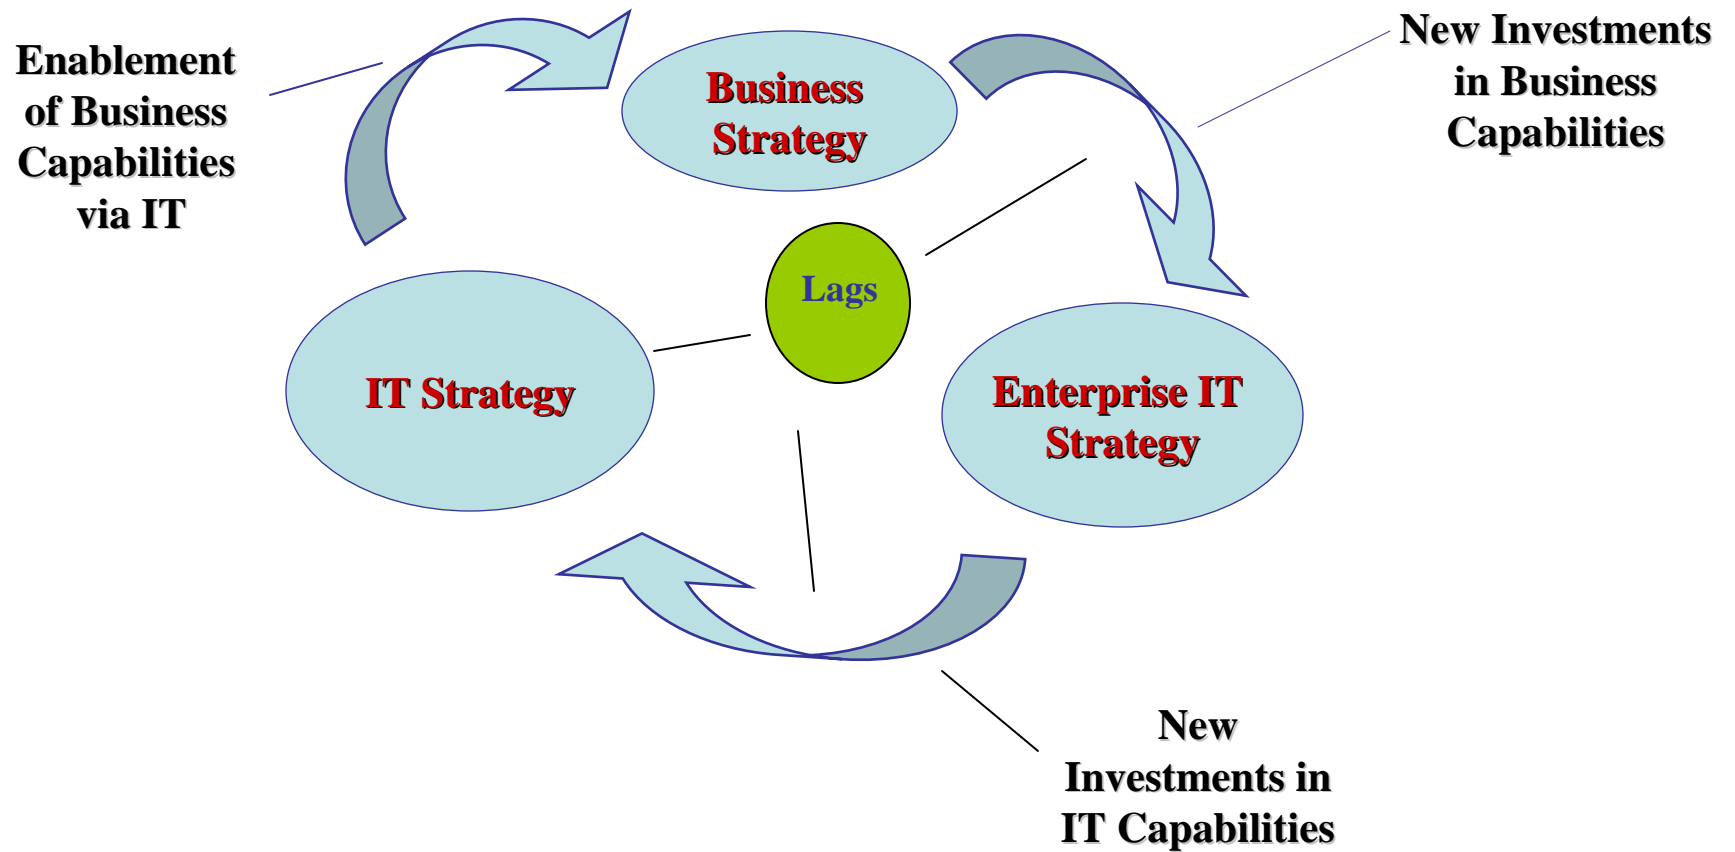 Enablement
of Business
Capabilities
via IT
Business
Strategy
New Investments
in Business
Capabilities
Lags
IT Strategy
Enterprise IT
Strategy
New
Investments in
IT Capabilities